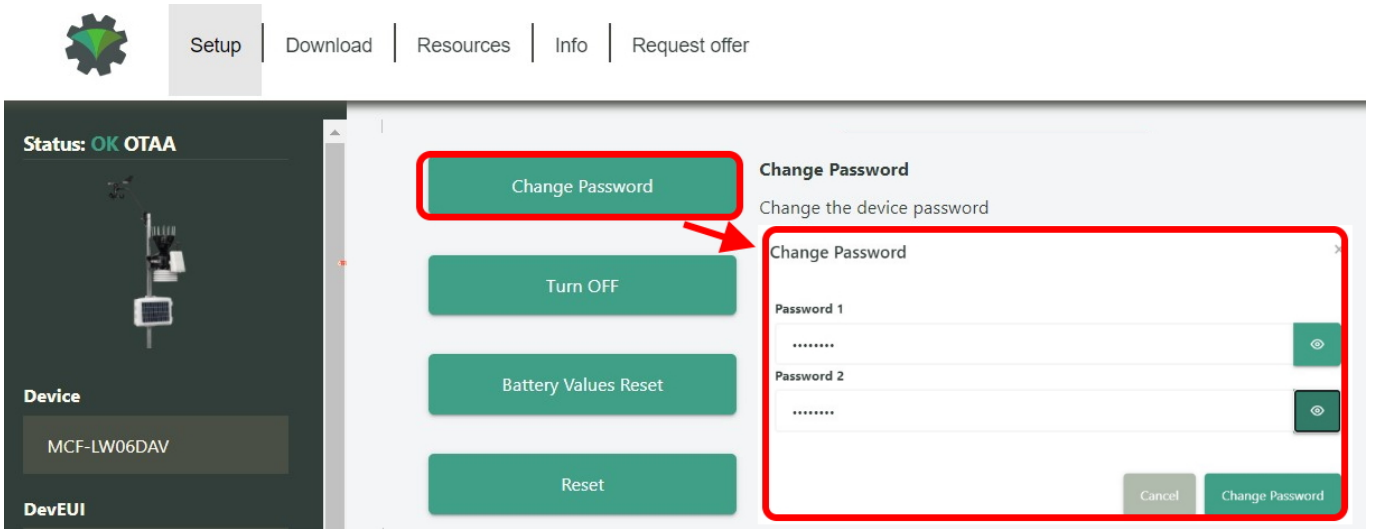 Setup
Download
Resources
Info
Request offer
Status: OK OTAA
Device
MCF-LW06DAV
DevEUI
Change Password
Turn OFF
Battery Values Reset
Reset
Change Password
Change the device password
Change Password
×
Password 1
••••••••
Password 2
••••••••
Cancel
Change Password